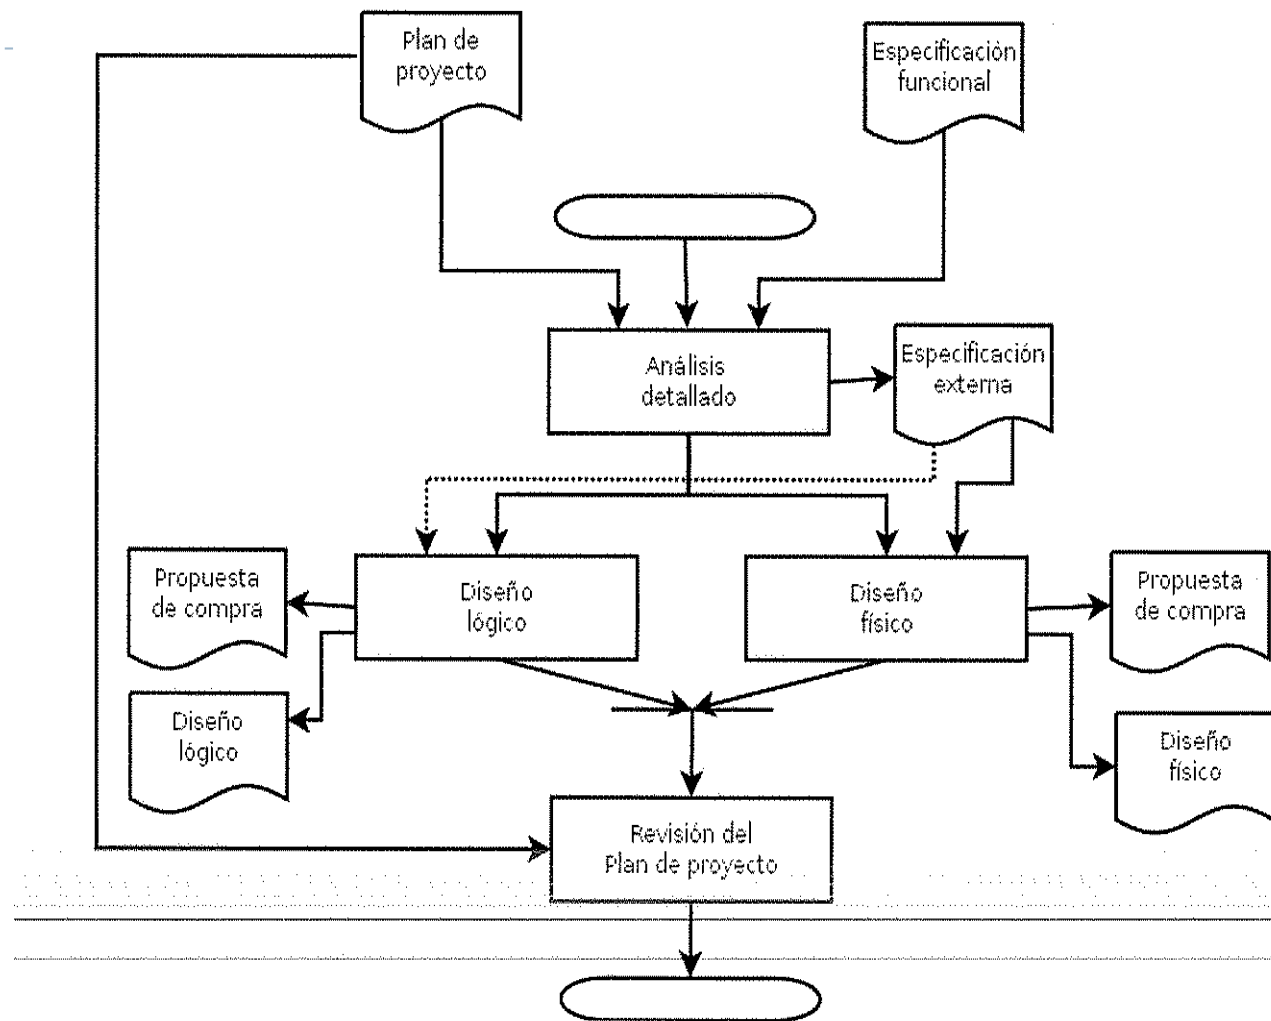 Plan de
proyecto
Especificación
funcional
Análisis
detallado
Especificación
externa
Propuesta
de compra
Diseño
lógico
Diseño
físico
Propuesta
de compra
Diseño
lógico
Diseño
físico
Revisión del
Plan de proyecto